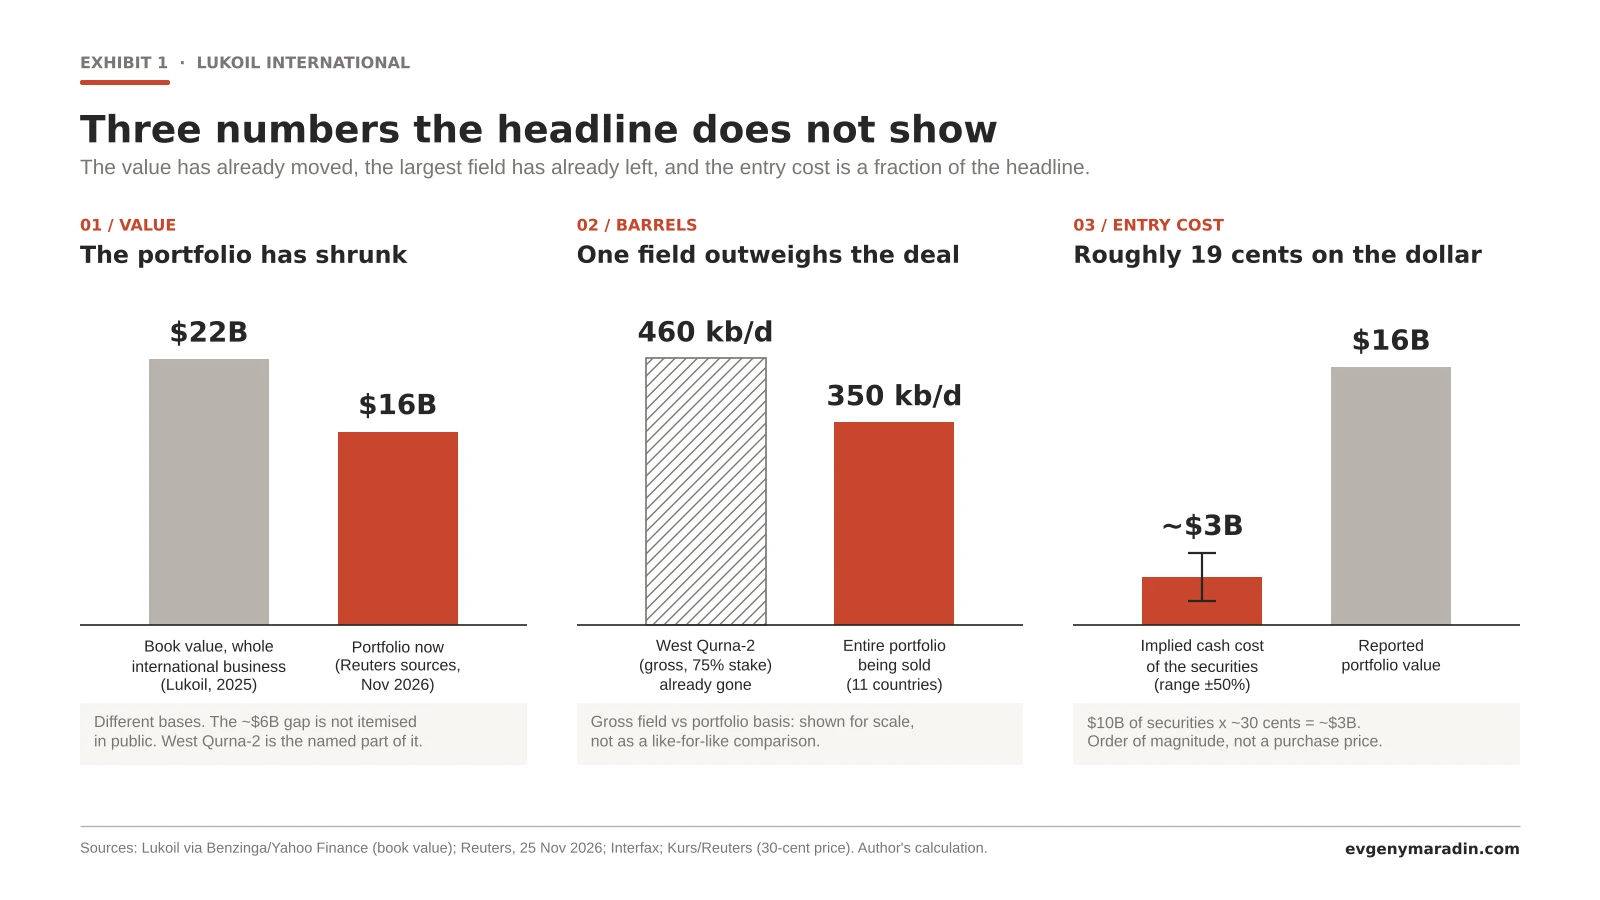 EXHIBIT 1 · LUKOIL INTERNATIONAL
Three numbers the headline does not show
The value has already moved, the largest field has already left, and the entry cost is a fraction of the headline.
01 / VALUE
The portfolio has shrunk
$22B
$16B
Book value, whole
international business
(Lukoil, 2025)
Portfolio now
(Reuters sources,
Nov 2026)
Different bases. The ~$6B gap is not itemised
in public. West Qurna-2 is the named part of it.
02 / BARRELS
One field outweighs the deal
460 kb/d
350 kb/d
West Qurna-2
(gross, 75% stake)
already gone
Entire portfolio
being sold
(11 countries)
Gross field vs portfolio basis: shown for scale,
not as a like-for-like comparison.
03 / ENTRY COST
Roughly 19 cents on the dollar
~$3B
$16B
Implied cash cost
of the securities
(range ±50%)
Reported
portfolio value
$10B of securities x ~30 cents = ~$3B.
Order of magnitude, not a purchase price.
Sources: Lukoil via Benzinga/Yahoo Finance (book value); Reuters, 25 Nov 2026; Interfax; Kurs/Reuters (30-cent price). Author's calculation.
evgenymaradin.com